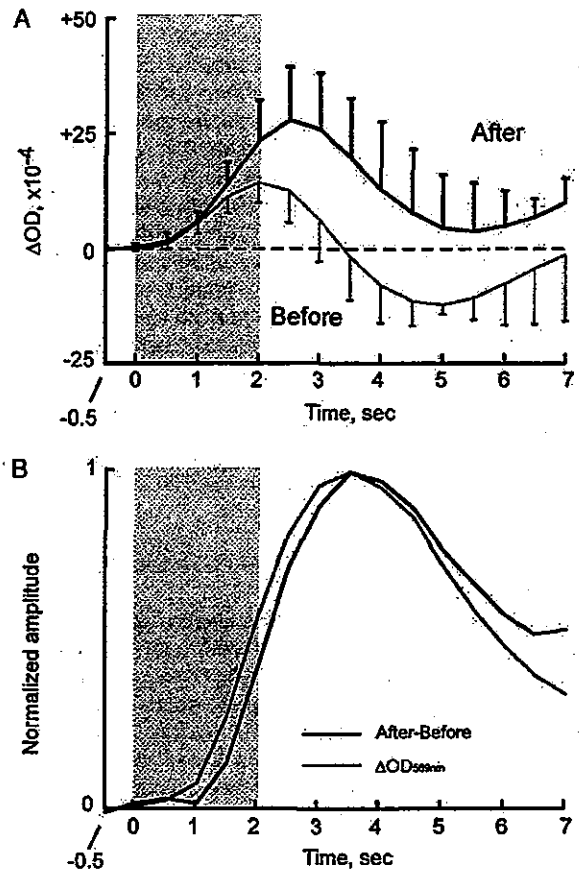 A
+50
+25
0
-25
ΔOD, x10-4
After
Before
0 1 2 3 4 5 6 7
-0.5
Time, sec
B
1
0
Normalized amplitude
After-Before
ΔOD569nm
0 1 2 3 4 5 6 7
-0.5
Time, sec